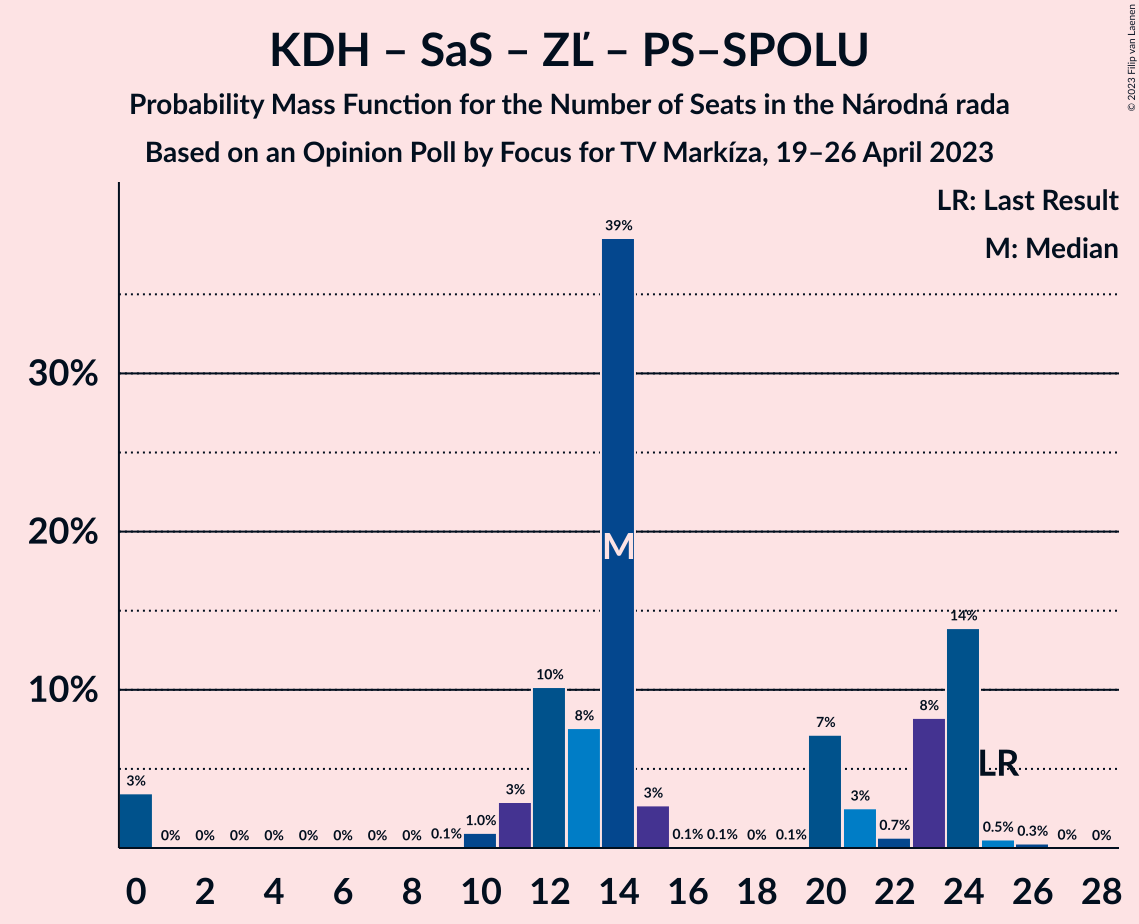 © 2023 Filip van Laenen
KDH – SaS – ZĽ – PS–SPOLU
Probability Mass Function for the Number of Seats in the Národná rada
Based on an Opinion Poll by Focus for TV Markíza, 19–26 April 2023
LR: Last Result
M: Median
30%
20%
10%
3% 0% 0% 0% 0% 0% 0% 0% 0% 0.1% 1.0% 3% 10% 8% 39% 3% 0.1% 0.1% 0% 0.1% 7% 3% 0.7% 8% 14% 0.5% 0.3% 0% 0%
M
LR
0 2 4 6 8 10 12 14 16 18 20 22 24 26 28